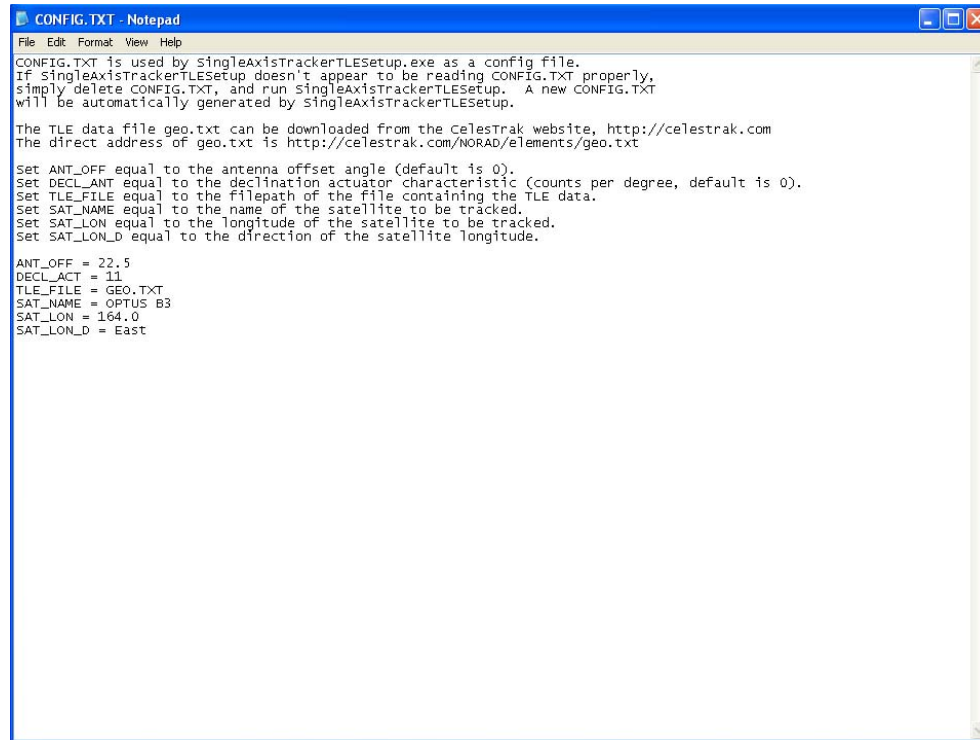 CONFIG.TXT - Notepad
File Edit Format View Help
CONFIG.TXT is used by SingleAxisTrackerTLESetup.exe as a config file.
If SingleAxisTrackerTLESetup doesn't appear to be reading CONFIG.TXT properly,
simply delete CONFIG.TXT, and run SingleAxisTrackerTLESetup.  A new CONFIG.TXT
will be automatically generated by SingleAxisTrackerTLESetup.
The TLE data file geo.txt can be downloaded from the CelesTrak website, http://celestrak.com
The direct address of geo.txt is http://celestrak.com/NORAD/elements/geo.txt
Set ANT_OFF equal to the antenna offset angle (default is 0).
Set DECL_ANT equal to the declination actuator characteristic (counts per degree, default is 0).
Set TLE_FILE equal to the filepath of the file containing the TLE data.
Set SAT_NAME equal to the name of the satellite to be tracked.
Set SAT_LON equal to the longitude of the satellite to be tracked.
Set SAT_LON_D equal to the direction of the satellite longitude.
ANT_OFF = 22.5
DECL_ACT = 11
TLE_FILE = GEO.TXT
SAT_NAME = OPTUS B3
SAT_LON = 164.0
SAT_LON_D = East